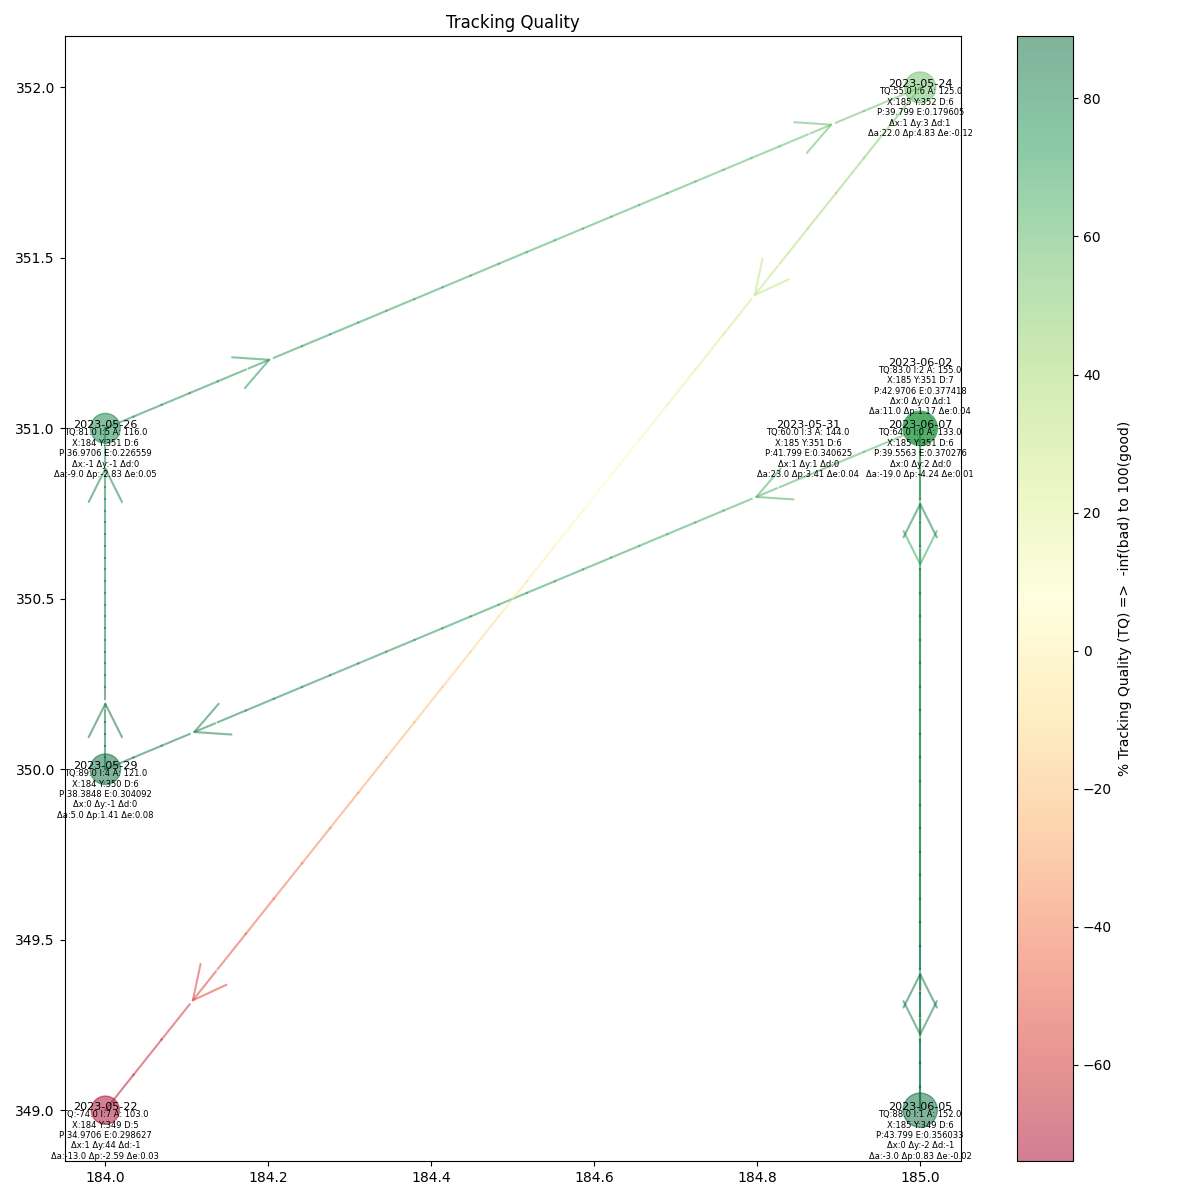 Tracking Quality
352.0
351.5
351.0
350.5
350.0
349.5
349.0
184.0
184.2
184.4
184.6
184.8
185.0
2023-05-24
TQ:55.0 I:6 A: 125.0
X:185 Y:352 D:6
P:39.799 E:0.179605
Δx:1 Δy:3 Δd:1
Δa:22.0 Δp:4.83 Δe:-0.12
2023-06-02
TQ:83.0 I:2 A: 155.0
X:185 Y:351 D:7
P:42.9706 E:0.377418
Δx:0 Δy:0 Δd:1
Δa:11.0 Δp:1.17 Δe:0.04
2023-05-26
TQ:81.0 I:5 A: 116.0
X:184 Y:351 D:6
P:36.9706 E:0.226559
Δx:-1 Δy:-1 Δd:0
Δa:-9.0 Δp:-2.83 Δe:0.05
2023-05-31
TQ:60.0 I:3 A: 144.0
X:185 Y:351 D:6
P:41.799 E:0.340625
Δx:1 Δy:1 Δd:0
Δa:23.0 Δp:3.41 Δe:0.04
2023-06-07
TQ:64.0 I:0 A: 133.0
X:185 Y:351 D:6
P:39.5563 E:0.370276
Δx:0 Δy:2 Δd:0
Δa:-19.0 Δp:-4.24 Δe:0.01
2023-05-29
TQ:89.0 I:4 A: 121.0
X:184 Y:350 D:6
P:38.3848 E:0.304092
Δx:0 Δy:-1 Δd:0
Δa:5.0 Δp:1.41 Δe:0.08
2023-05-22
TQ:-74.0 I:7 A: 103.0
X:184 Y:349 D:5
P:34.9706 E:0.298627
Δx:1 Δy:44 Δd:-1
Δa:-13.0 Δp:-2.59 Δe:0.03
2023-06-05
TQ:88.0 I:1 A: 152.0
X:185 Y:349 D:6
P:43.799 E:0.356033
Δx:0 Δy:-2 Δd:-1
Δa:-3.0 Δp:0.83 Δe:-0.02
80
60
40
20
0
−20
−40
−60
% Tracking Quality (TQ) =>  -inf(bad) to 100(good)